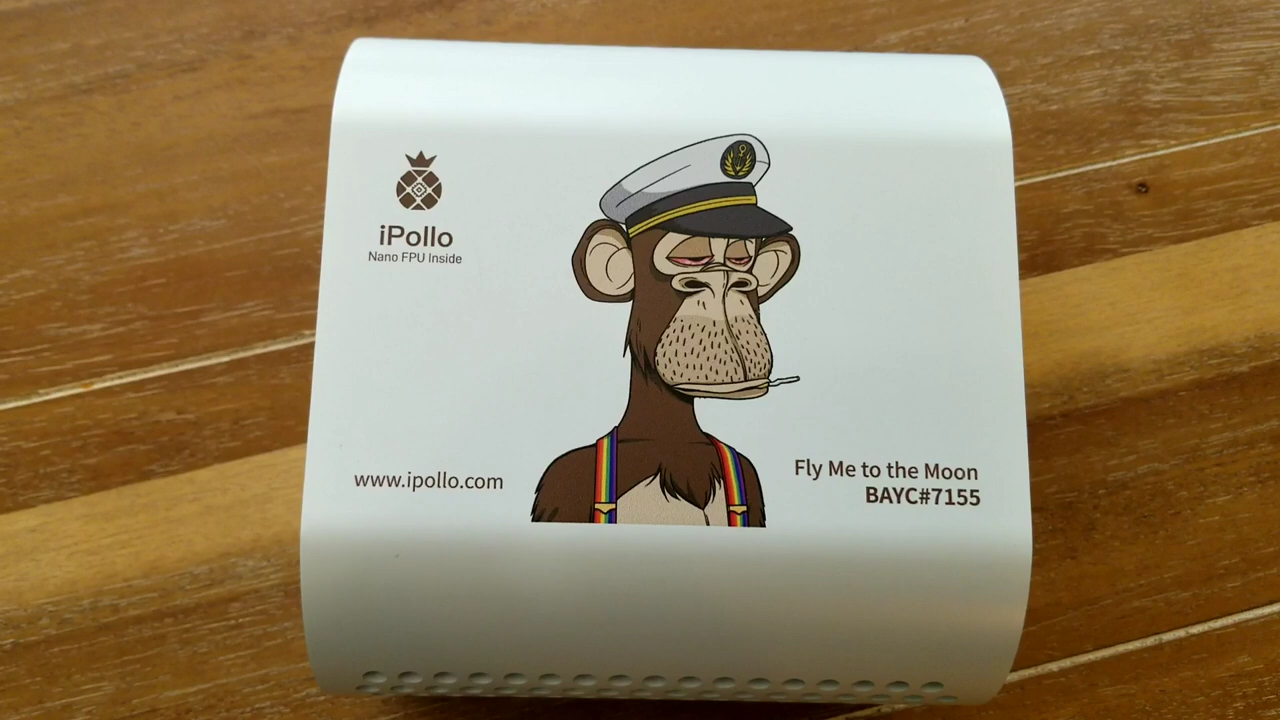 iPollo
Nano FPU Inside
www.ipollo.com
Fly Me to the Moon
BAYC#7155